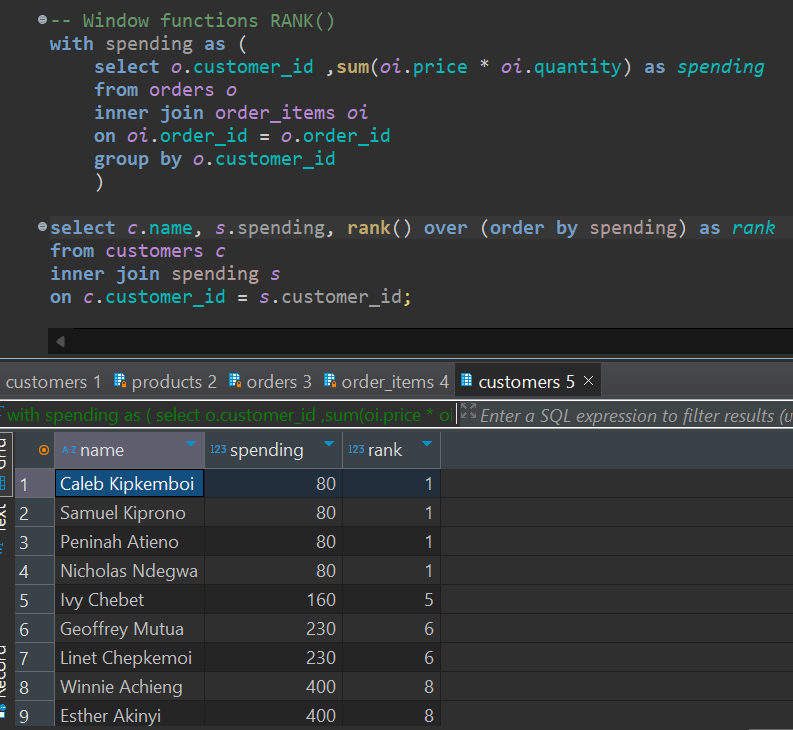 -- Window functions RANK()
with spending as (
select o.customer_id ,sum(oi.price * oi.quantity) as spending
from orders o
inner join order_items oi
on oi.order_id = o.order_id
group by o.customer_id
)
select c.name, s.spending, rank() over (order by spending) as rank
from customers c
inner join spending s
on c.customer_id = s.customer_id;
customers 1 products 2 orders 3 order_items 4 customers 5
with spending as ( select o.customer_id ,sum(oi.price * oi Enter a SQL expression to filter results (u
Grid
Text
Record
A-Z name 123 spending 123 rank
1 Caleb Kipkemboi 80 1
2 Samuel Kiprono 80 1
3 Peninah Atieno 80 1
4 Nicholas Ndegwa 80 1
5 Ivy Chebet 160 5
6 Geoffrey Mutua 230 6
7 Linet Chepkemoi 230 6
8 Winnie Achieng 400 8
9 Esther Akinyi 400 8